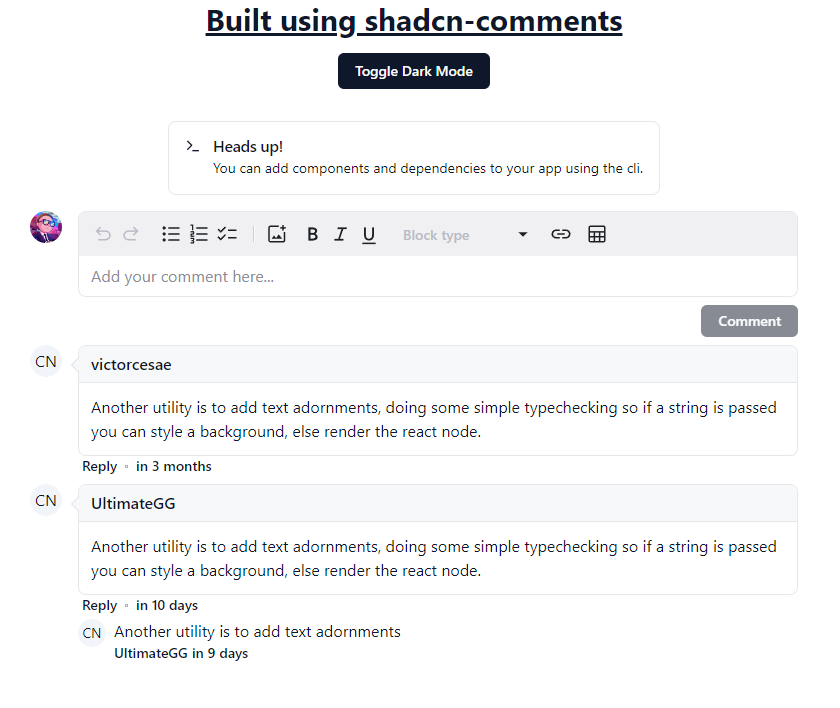 Built using shadcn-comments
Toggle Dark Mode
Heads up!
You can add components and dependencies to your app using the cli.
B I U Block type
Add your comment here...
Comment
CN victorcesae
Another utility is to add text adornments, doing some simple typechecking so if a string is passed
you can style a background, else render the react node.
Reply in 3 months
CN UltimateGG
Another utility is to add text adornments, doing some simple typechecking so if a string is passed
you can style a background, else render the react node.
Reply in 10 days
CN Another utility is to add text adornments
UltimateGG in 9 days